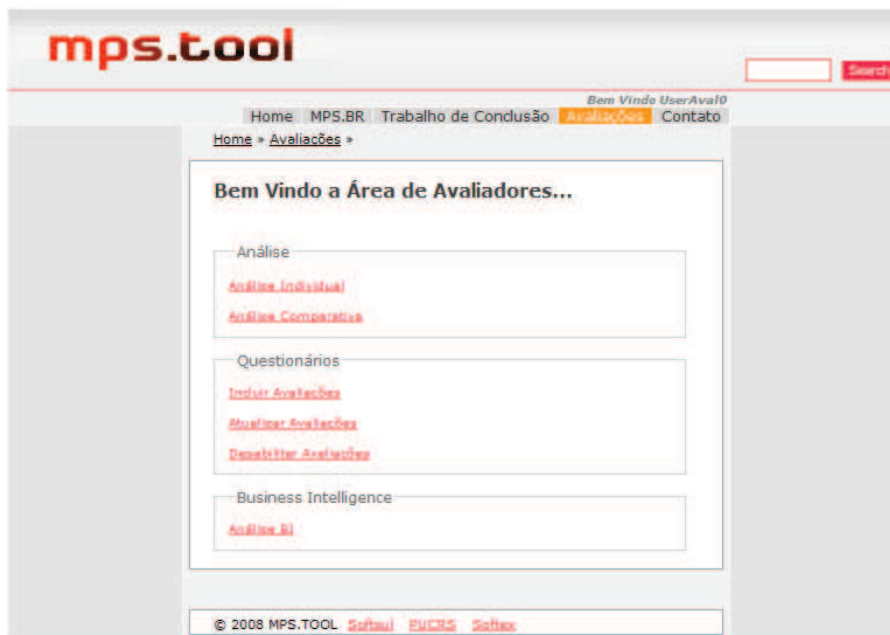 mps.tool
Search
Bem Vindo UserAval0
Home MPS.BR Trabalho de Conclusão Avaliações Contato
Home » Avaliações »
Bem Vindo a Área de Avaliadores...
Análise
Análise Individual
Análise Comparativa
Questionários
Incluir Avaliações
Atualizar Avaliações
Desabilitar Avaliações
Business Intelligence
Análise BI
© 2008 MPS.TOOL Softsul PUCRS Softex